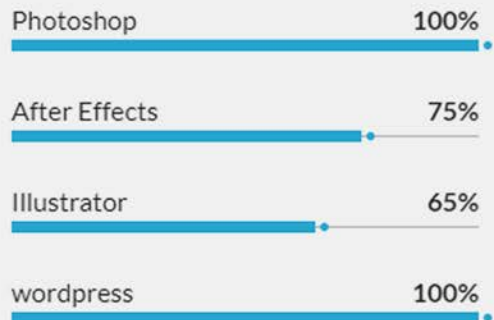 Photoshop 100%
After Effects 75%
Illustrator 65%
wordpress 100%